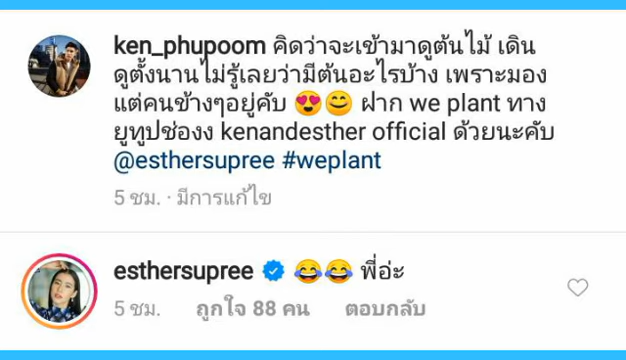 ken_phupoom คิดว่าจะเข้ามาดูต้นไม้ เดิน
ดูตั้งนานไม่รู้เลยว่ามีต้นอะไรบ้าง เพราะมอง
แต่คนข้างๆอยู่คับ 😍😊 ฝาก we plant ทาง
ยูทูปช่องง kenandesther official ด้วยนะคับ
@esthersupree #weplant
5 ชม. · มีการแก้ไข
esthersupree 😂😂 พี่อ่ะ
5 ชม. ถูกใจ 88 คน ตอบกลับ